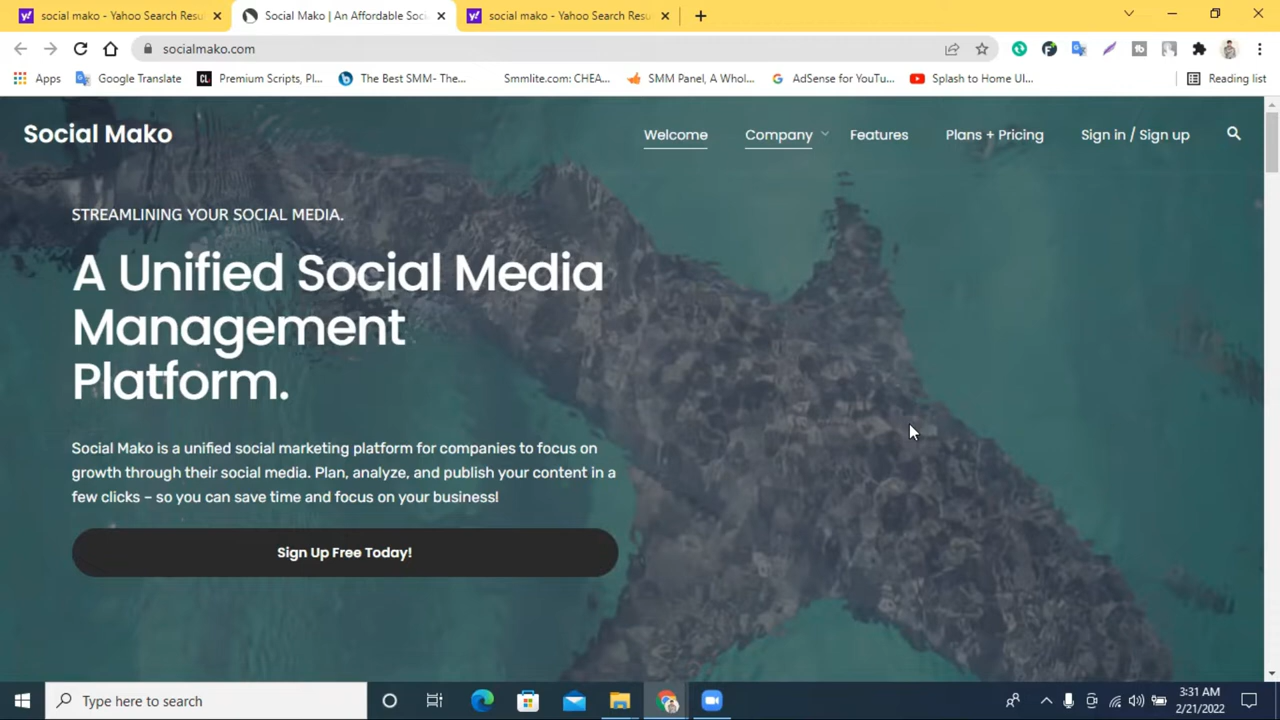 social mako - Yahoo Search Resu
Social Mako | An Affordable Soci
social mako - Yahoo Search Resu
socialmako.com
Apps
Google Translate
Premium Scripts, Pl...
The Best SMM- The...
Smmlite.com: CHEA...
SMM Panel, A Whol...
AdSense for YouTu...
Splash to Home UI...
Reading list
Social Mako
Welcome
Company
Features
Plans + Pricing
Sign in / Sign up
STREAMLINING YOUR SOCIAL MEDIA.
A Unified Social Media
Management
Platform.
Social Mako is a unified social marketing platform for companies to focus on
growth through their social media. Plan, analyze, and publish your content in a
few clicks – so you can save time and focus on your business!
Sign Up Free Today!
Type here to search
3:31 AM
2/21/2022